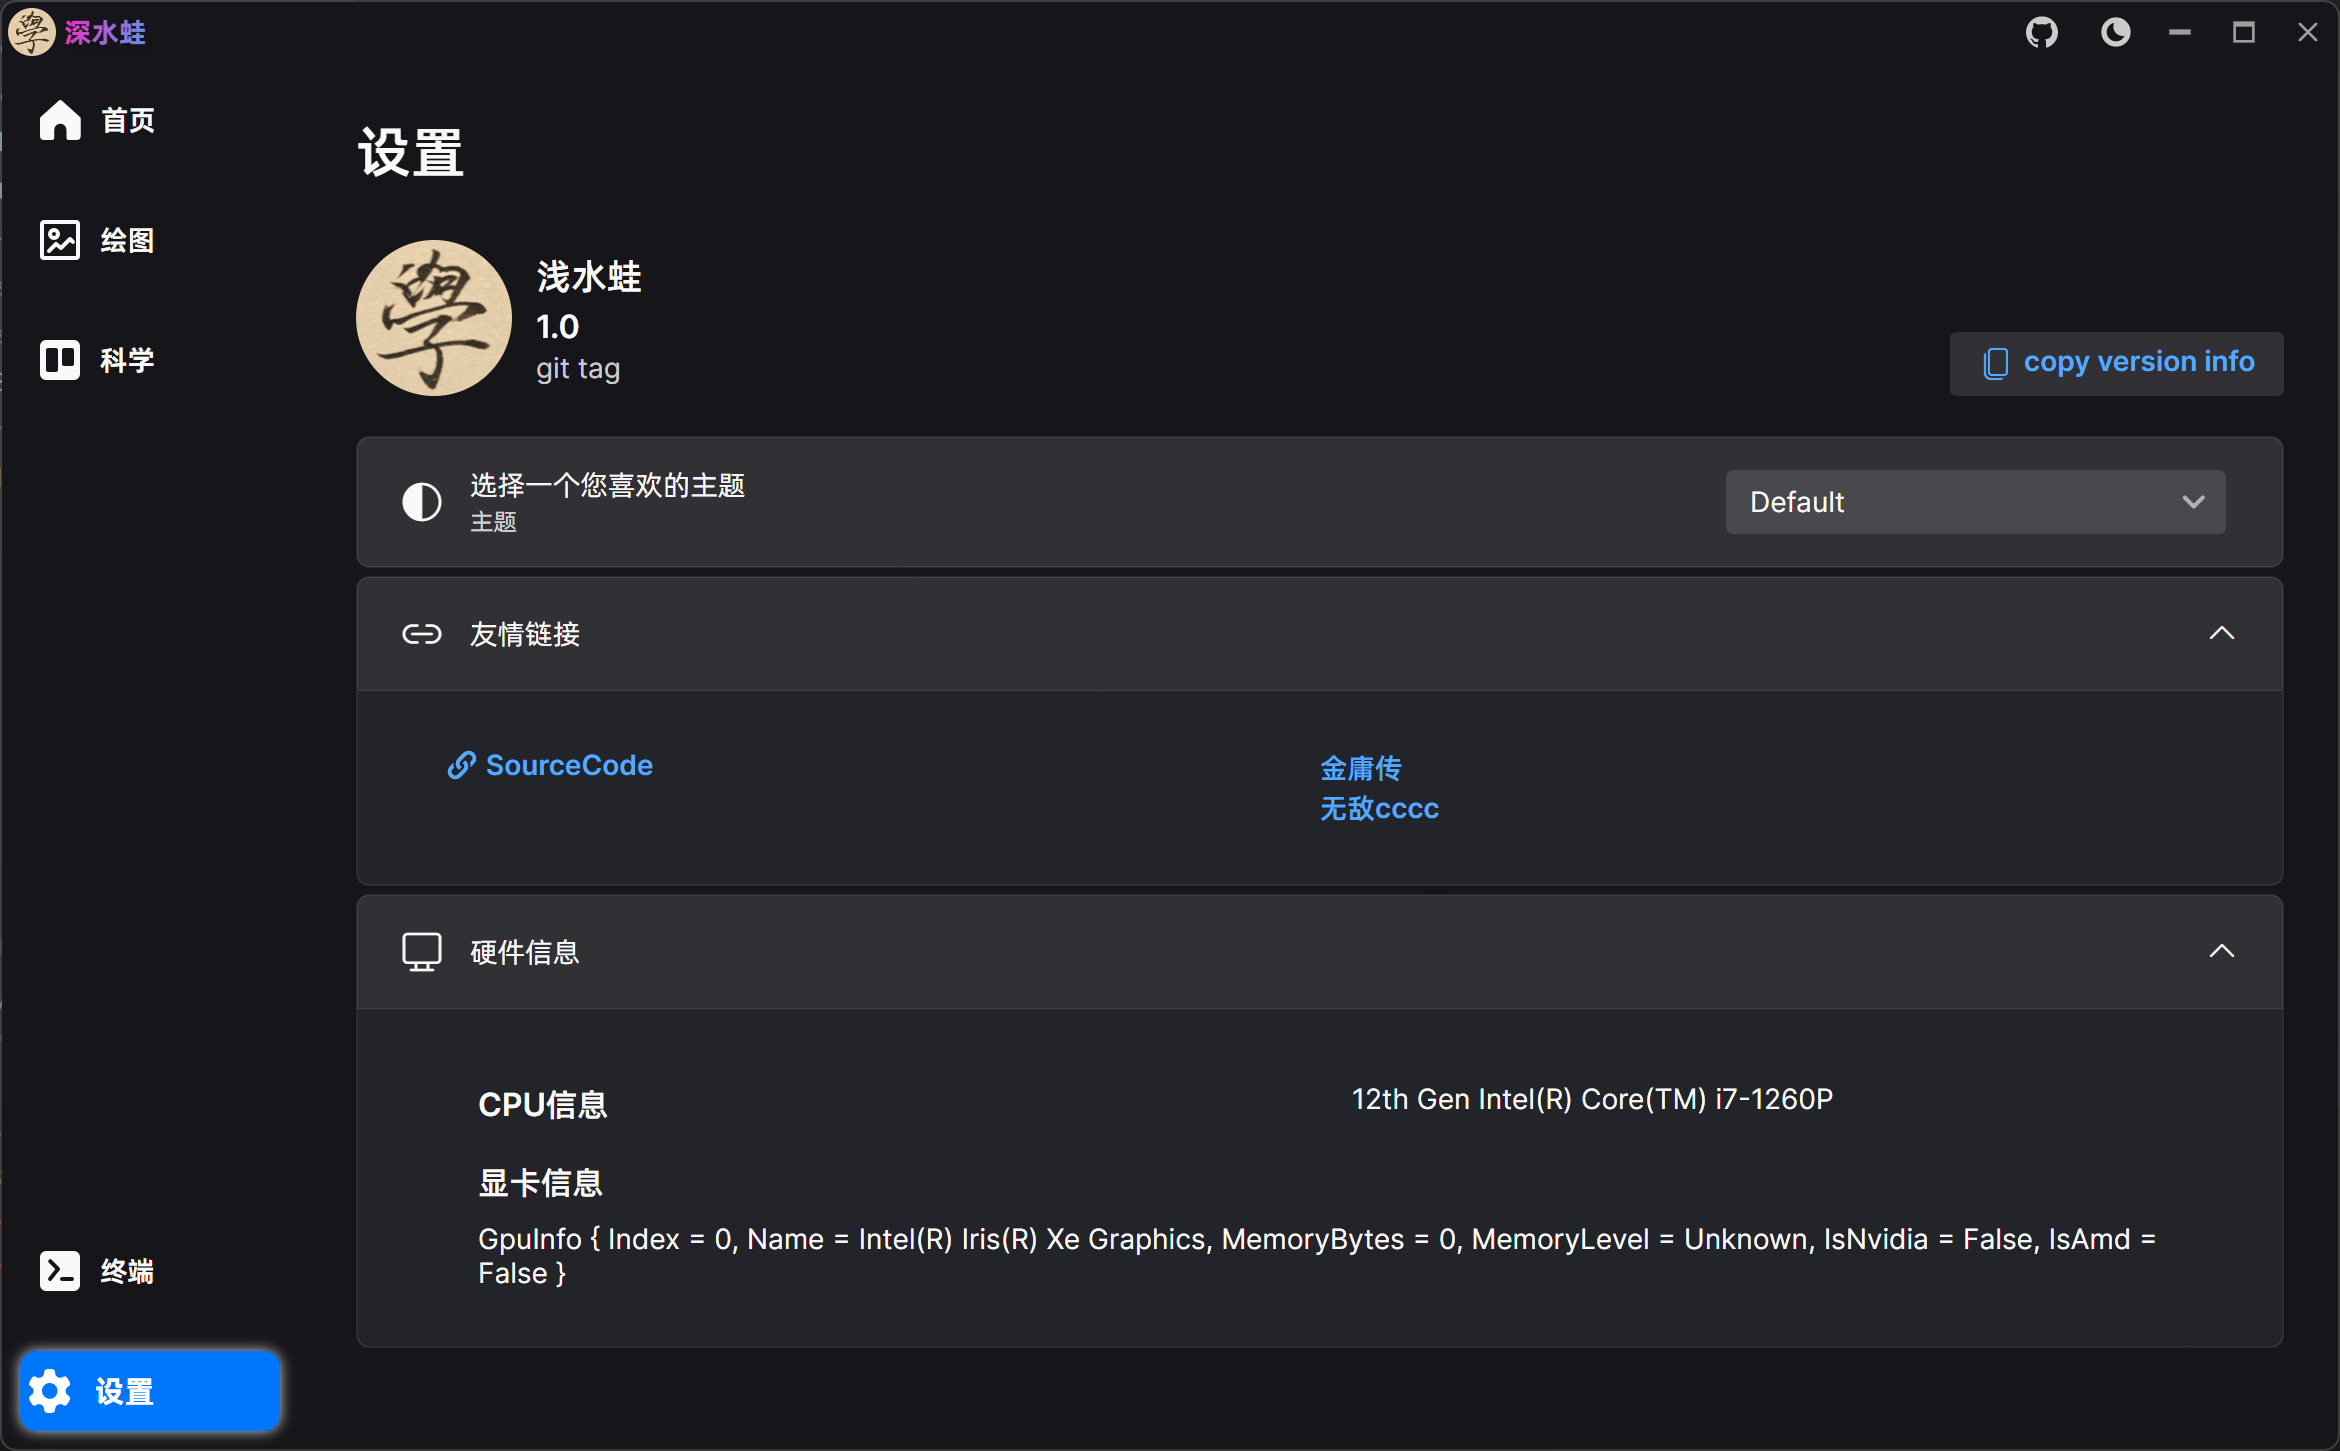 學 深水蛙
首页
绘图
科学
终端
设置
设置
學
浅水蛙
1.0
git tag
copy version info
选择一个您喜欢的主题
主题
Default
友情链接
SourceCode
金庸传
无敌cccc
硬件信息
CPU信息
12th Gen Intel(R) Core(TM) i7-1260P
显卡信息
GpuInfo { Index = 0, Name = Intel(R) Iris(R) Xe Graphics, MemoryBytes = 0, MemoryLevel = Unknown, IsNvidia = False, IsAmd =
False }